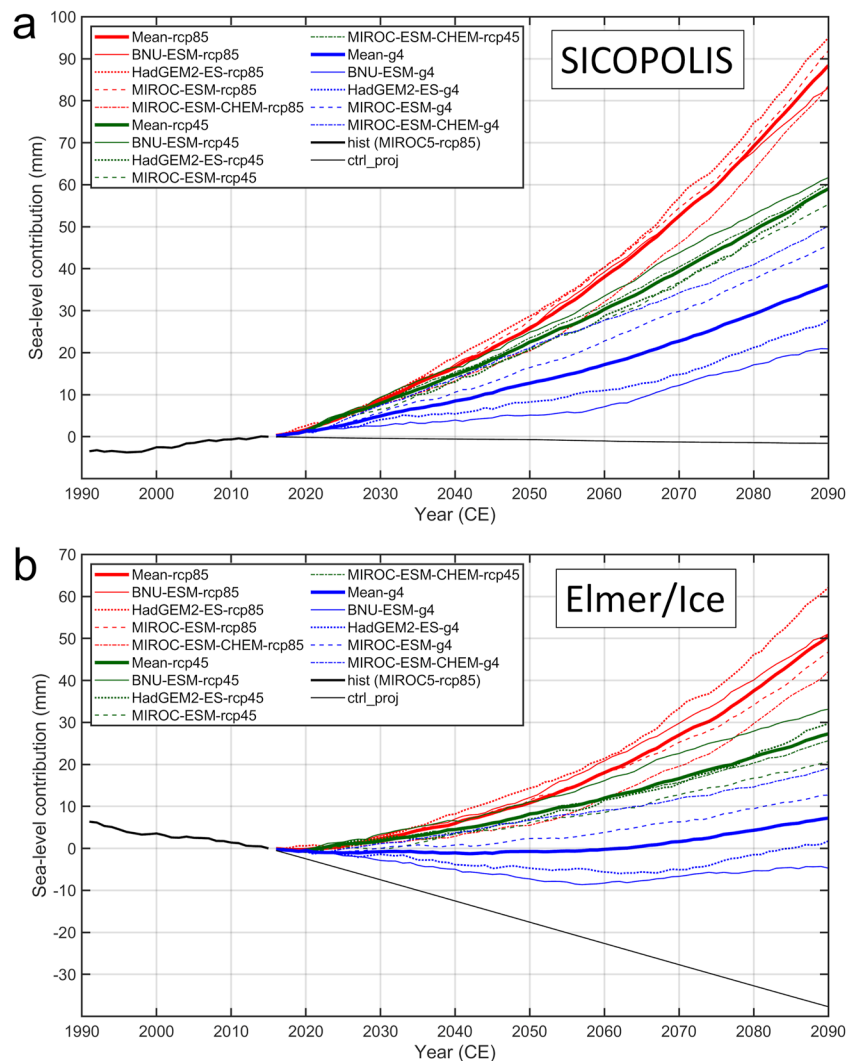 a
SICOPOLIS
Mean-rcp85
BNU-ESM-rcp85
HadGEM2-ES-rcp85
MIROC-ESM-rcp85
MIROC-ESM-CHEM-rcp85
Mean-rcp45
BNU-ESM-rcp45
HadGEM2-ES-rcp45
MIROC-ESM-rcp45
MIROC-ESM-CHEM-rcp45
Mean-g4
BNU-ESM-g4
HadGEM2-ES-g4
MIROC-ESM-g4
MIROC-ESM-CHEM-g4
hist (MIROC5-rcp85)
ctrl_proj
Sea-level contribution (mm)
100
90
80
70
60
50
40
30
20
10
0
-10
1990 2000 2010 2020 2030 2040 2050 2060 2070 2080 2090
Year (CE)
b
Elmer/Ice
Mean-rcp85
BNU-ESM-rcp85
HadGEM2-ES-rcp85
MIROC-ESM-rcp85
MIROC-ESM-CHEM-rcp85
Mean-rcp45
BNU-ESM-rcp45
HadGEM2-ES-rcp45
MIROC-ESM-rcp45
MIROC-ESM-CHEM-rcp45
Mean-g4
BNU-ESM-g4
HadGEM2-ES-g4
MIROC-ESM-g4
MIROC-ESM-CHEM-g4
hist (MIROC5-rcp85)
ctrl_proj
Sea-level contribution (mm)
70
60
50
40
30
20
10
0
-10
-20
-30
1990 2000 2010 2020 2030 2040 2050 2060 2070 2080 2090
Year (CE)